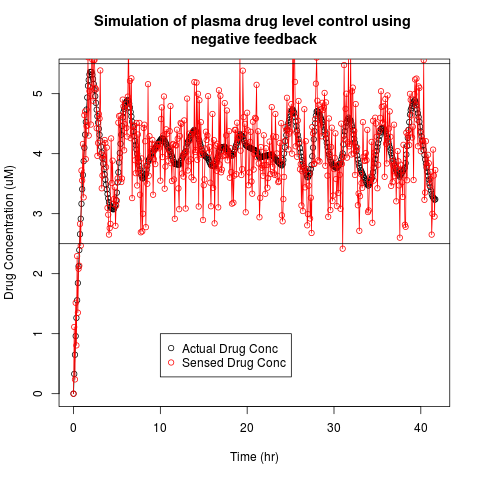 Simulation of plasma drug level control using
negative feedback
Drug Concentration (uM)
5
4
3
2
1
0
Actual Drug Conc
Sensed Drug Conc
0
10
20
30
40
Time (hr)